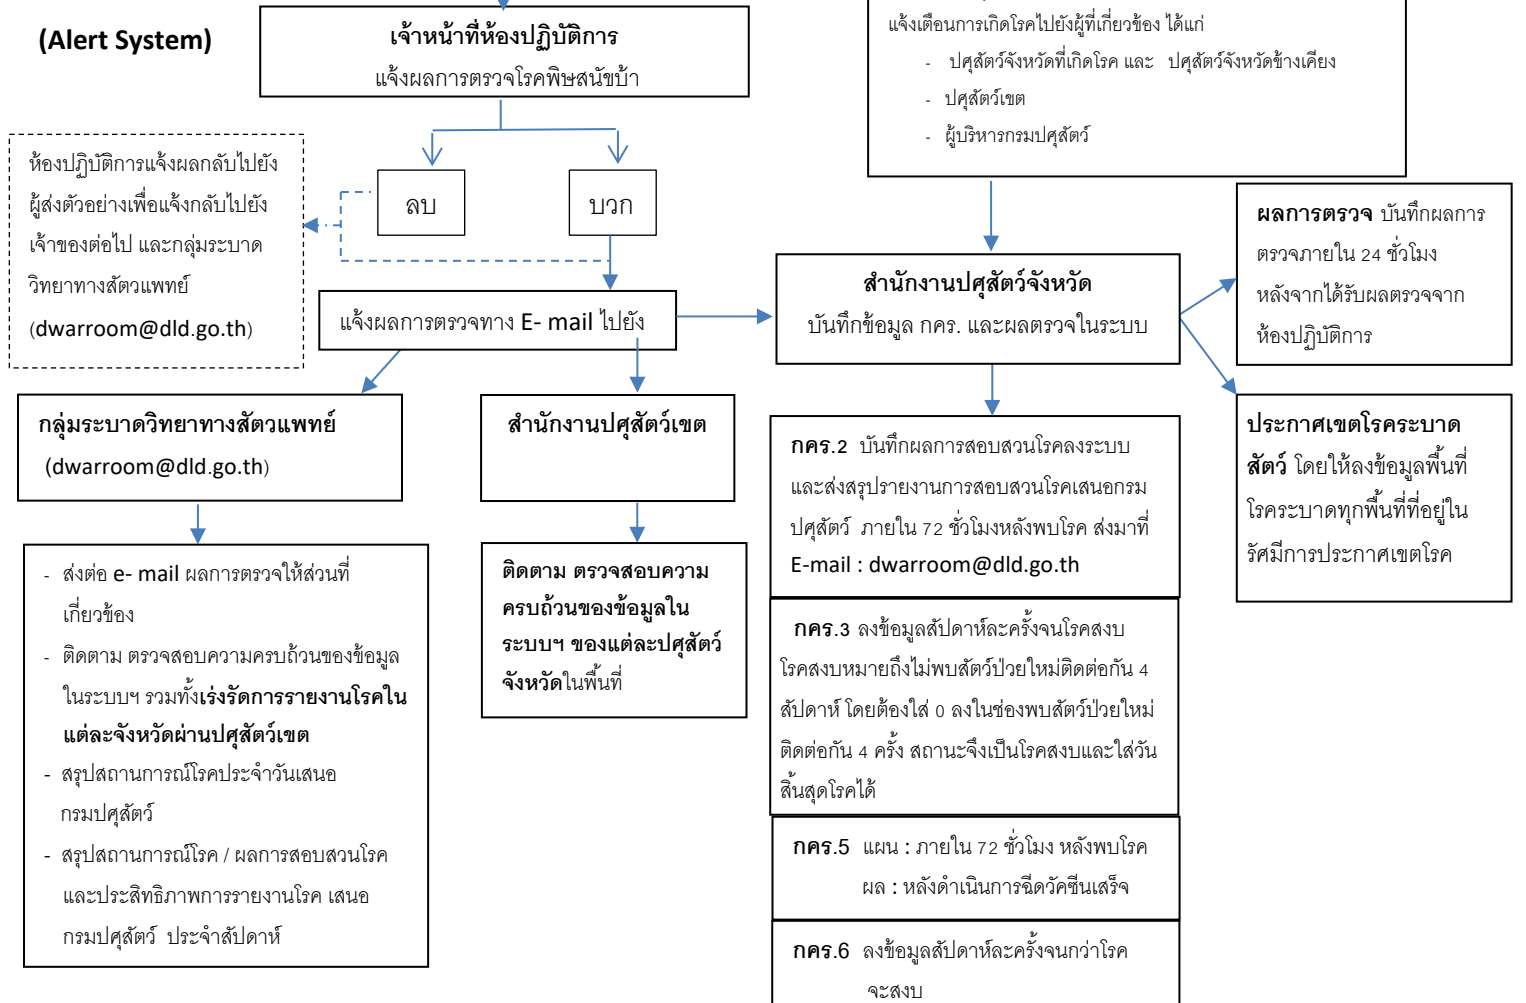 (Alert System)
เจ้าหน้าที่ห้องปฏิบัติการ
แจ้งผลการตรวจโรคพิษสุนัขบ้า
แจ้งเตือนการเกิดโรคไปยังผู้ที่เกี่ยวข้อง ได้แก่
- ปศุสัตว์จังหวัดที่เกิดโรค และ ปศุสัตว์จังหวัดข้างเคียง
- ปศุสัตว์เขต
- ผู้บริหารกรมปศุสัตว์
ห้องปฏิบัติการแจ้งผลกลับไปยัง
ผู้ส่งตัวอย่างเพื่อแจ้งกลับไปยัง
เจ้าของต่อไป และกลุ่มระบาด
วิทยาทางสัตวแพทย์
(dwarroom@dld.go.th)
ลบ
บวก
แจ้งผลการตรวจทาง E- mail ไปยัง
สำนักงานปศุสัตว์จังหวัด
บันทึกข้อมูล กคร. และผลตรวจในระบบ
ผลการตรวจ บันทึกผลการ
ตรวจภายใน 24 ชั่วโมง
หลังจากได้รับผลตรวจจาก
ห้องปฏิบัติการ
ประกาศเขตโรคระบาด
สัตว์ โดยให้ลงข้อมูลพื้นที่
โรคระบาดทุกพื้นที่ที่อยู่ใน
รัศมีการประกาศเขตโรค
กลุ่มระบาดวิทยาทางสัตวแพทย์
(dwarroom@dld.go.th)
- ส่งต่อ e- mail ผลการตรวจให้ส่วนที่
เกี่ยวข้อง
- ติดตาม ตรวจสอบความครบถ้วนของข้อมูล
ในระบบฯ รวมทั้งเร่งรัดการรายงานโรคใน
แต่ละจังหวัดผ่านปศุสัตว์เขต
- สรุปสถานการณ์โรคประจำวันเสนอ
กรมปศุสัตว์
- สรุปสถานการณ์โรค / ผลการสอบสวนโรค
และประสิทธิภาพการรายงานโรค เสนอ
กรมปศุสัตว์ ประจำสัปดาห์
สำนักงานปศุสัตว์เขต
ติดตาม ตรวจสอบความ
ครบถ้วนของข้อมูลใน
ระบบฯ ของแต่ละปศุสัตว์
จังหวัดในพื้นที่
กคร.2 บันทึกผลการสอบสวนโรคลงระบบ
และส่งสรุปรายงานการสอบสวนโรคเสนอกรม
ปศุสัตว์ ภายใน 72 ชั่วโมงหลังพบโรค ส่งมาที่
E-mail : dwarroom@dld.go.th
กคร.3 ลงข้อมูลสัปดาห์ละครั้งจนโรคสงบ
โรคสงบหมายถึงไม่พบสัตว์ป่วยใหม่ติดต่อกัน 4
สัปดาห์ โดยต้องใส่ 0 ลงในช่องพบสัตว์ป่วยใหม่
ติดต่อกัน 4 ครั้ง สถานะจึงเป็นโรคสงบและใส่วัน
สิ้นสุดโรคได้
กคร.5 แผน : ภายใน 72 ชั่วโมง หลังพบโรค
ผล : หลังดำเนินการฉีดวัคซีนเสร็จ
กคร.6 ลงข้อมูลสัปดาห์ละครั้งจนกว่าโรค
จะสงบ